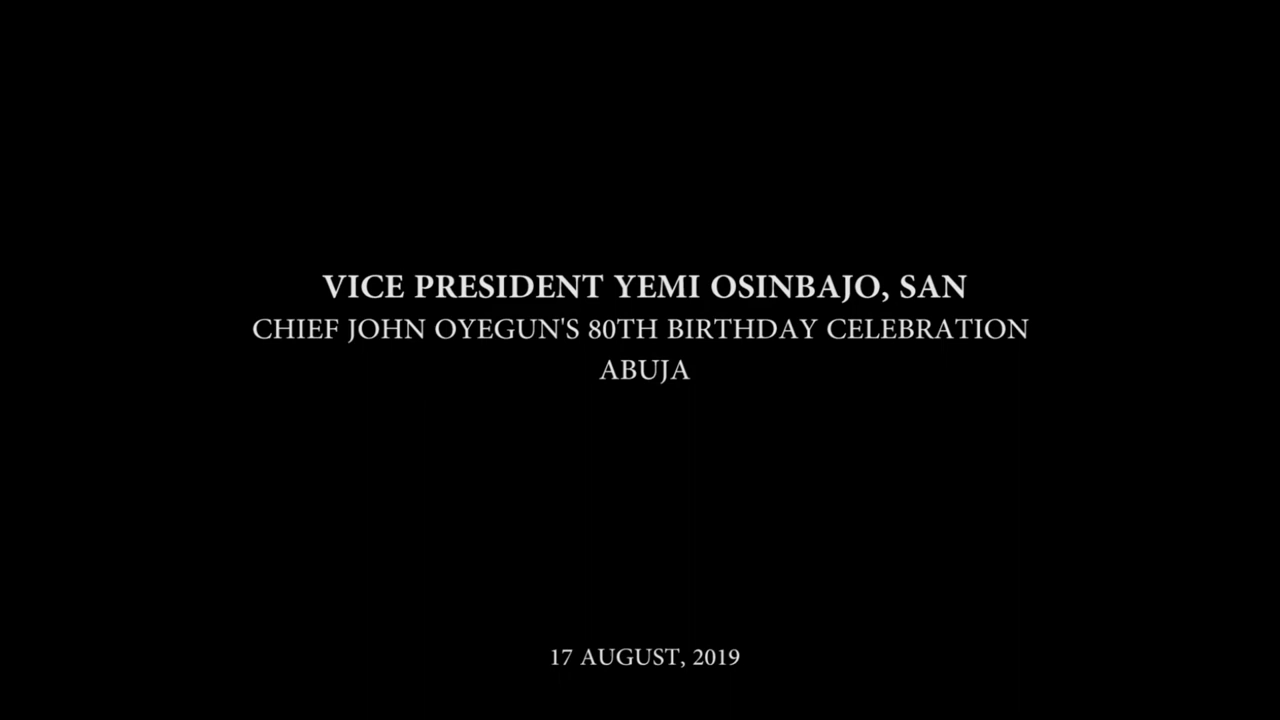 VICE PRESIDENT YEMI OSINBAJO, SAN
CHIEF JOHN OYEGUN'S 80TH BIRTHDAY CELEBRATION
ABUJA
17 AUGUST, 2019